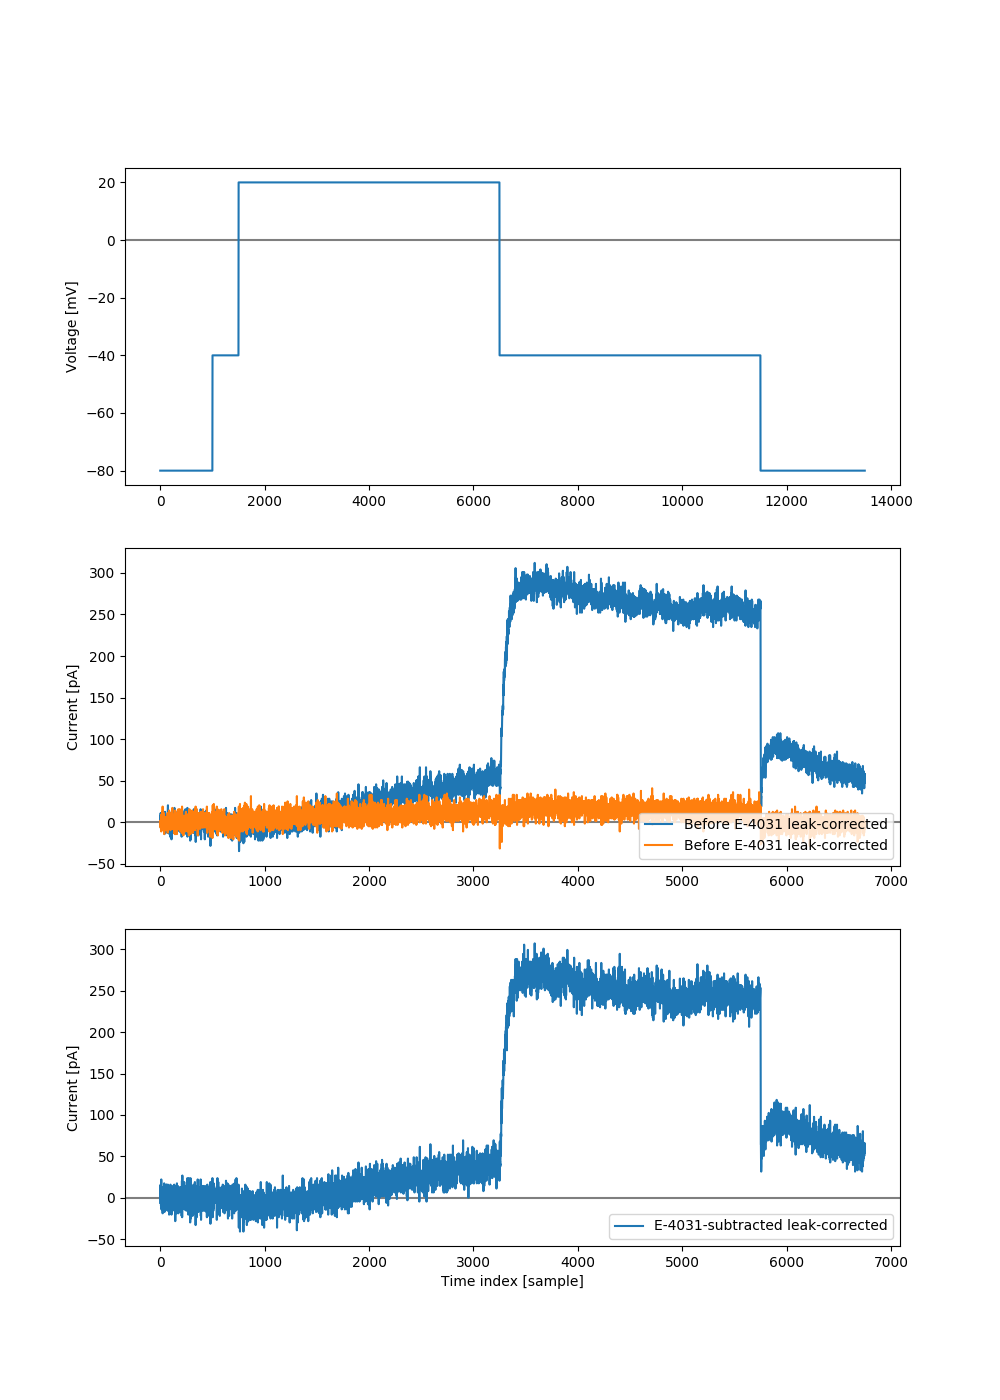 20
0
−20
−40
−60
−80
Voltage [mV]
0 2000 4000 6000 8000 10000 12000 14000
300
250
200
150
100
50
0
−50
Current [pA]
Before E-4031 leak-corrected
Before E-4031 leak-corrected
0 1000 2000 3000 4000 5000 6000 7000
300
250
200
150
100
50
0
−50
Current [pA]
E-4031-subtracted leak-corrected
0 1000 2000 3000 4000 5000 6000 7000
Time index [sample]